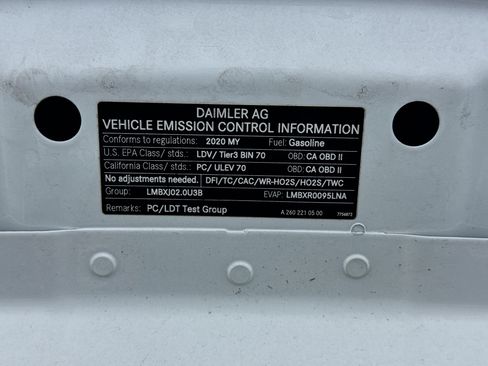 DAIMLER AG
VEHICLE EMISSION CONTROL INFORMATION
Conforms to regulations: 2020 MY Fuel: Gasoline
U.S. EPA Class/ stds.: LDV/ Tier3 BIN 70 OBD: CA OBD II
California Class/ stds.: PC/ ULEV 70 OBD: CA OBD II
No adjustments needed. DFI/TC/CAC/WR-HO2S/HO2S/TWC
Group: LMBXJ02.0U3B EVAP: LMBXR0095LNA
Remarks: PC/LDT Test Group A 260 221 05 00